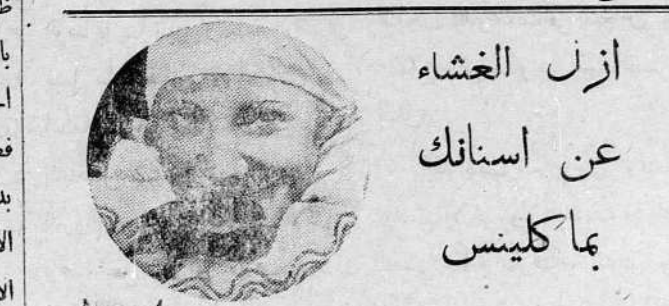 ازل الغشاء
عن اسنانك
بماكلينس